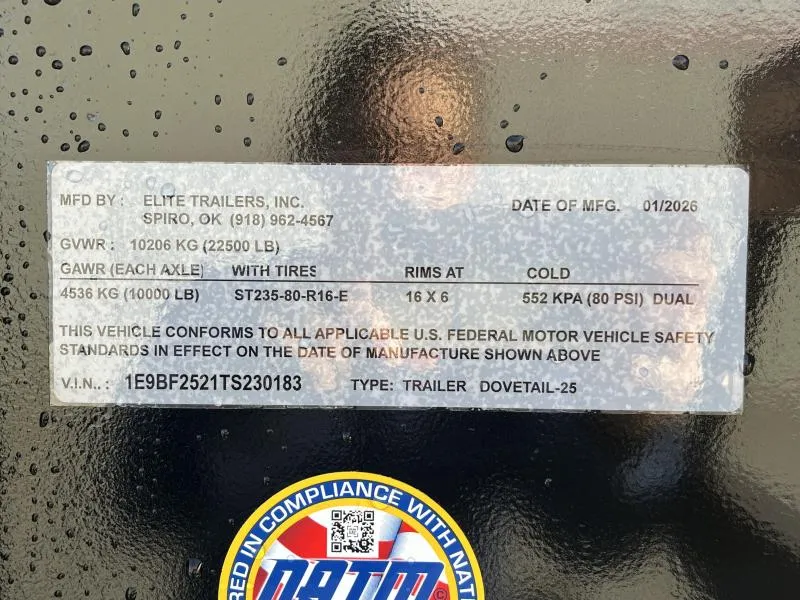 MFD BY : ELITE TRAILERS, INC.
SPIRO, OK (918) 962-4567
DATE OF MFG. 01/2026
GVWR : 10206 KG (22500 LB)
GAWR (EACH AXLE) WITH TIRES RIMS AT COLD
4536 KG (10000 LB) ST235-80-R16-E 16 X 6 552 KPA (80 PSI) DUAL
THIS VEHICLE CONFORMS TO ALL APPLICABLE U.S. FEDERAL MOTOR VEHICLE SAFETY
STANDARDS IN EFFECT ON THE DATE OF MANUFACTURE SHOWN ABOVE
V.I.N.. : 1E9BF2521TS230183 TYPE: TRAILER DOVETAIL-25
IN COMPLIANCE WITH
NATM
©